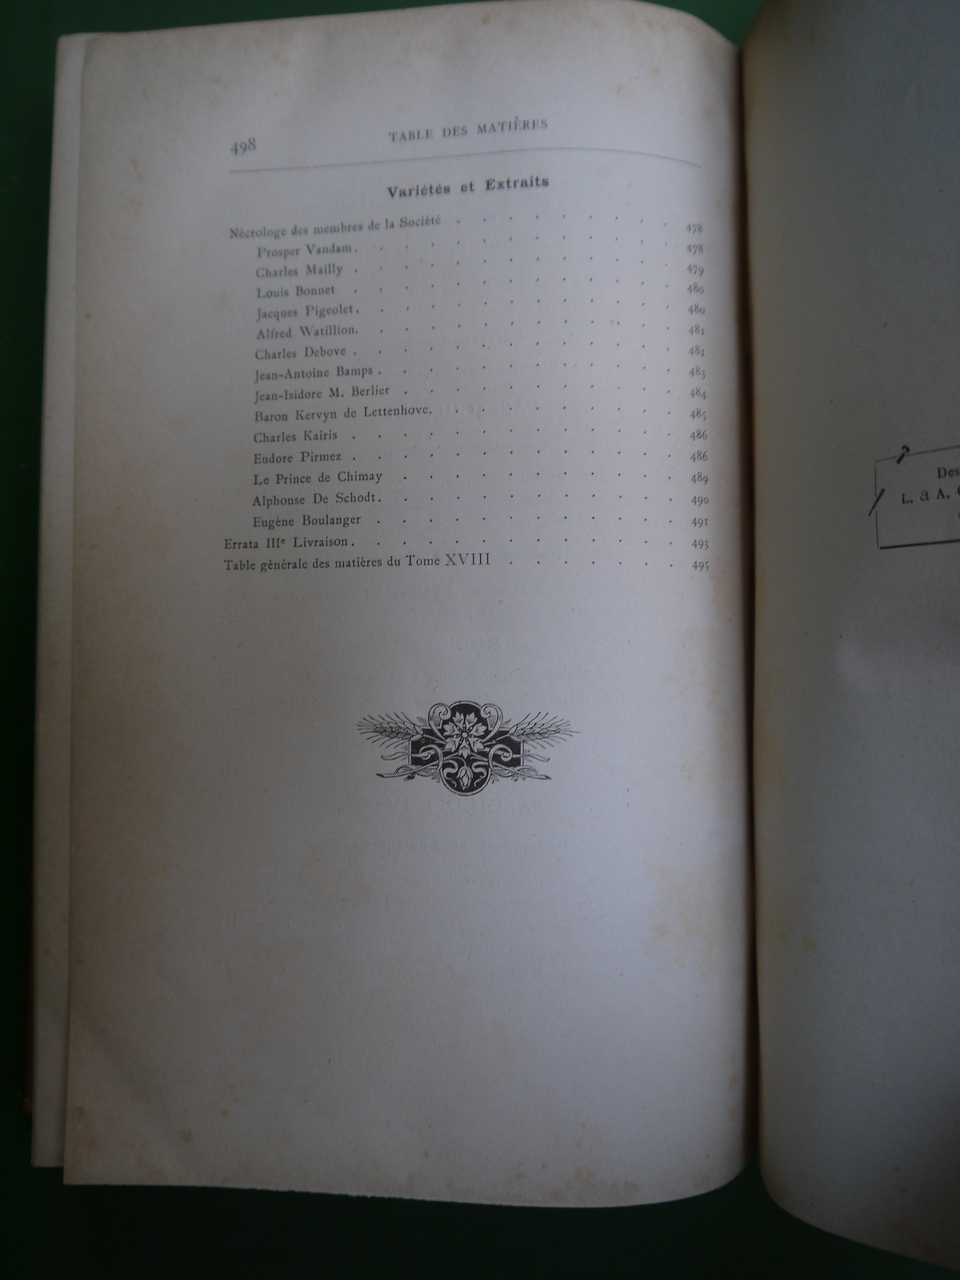 498
TABLE DES MATIÈRES
Variétés et Extraits
Nécrologe des membres de la Société . . . . . . . . . 478
Prosper Vandam. . . . . . . . . . . . . 478
Charles Mailly . . . . . . . . . . . . . 479
Louis Bonnet . . . . . . . . . . . . . 480
Jacques Pigeolet. . . . . . . . . . . . . 480
Alfred Watillion. . . . . . . . . . . . . 481
Charles Debove . . . . . . . . . . . . . 481
Jean-Antoine Bamps . . . . . . . . . . . . 483
Jean-Isidore M. Berlier . . . . . . . . . . . 484
Baron Kervyn de Lettenhove. . . . . . . . . . 485
Charles Kairis . . . . . . . . . . . . . 486
Eudore Pirmez . . . . . . . . . . . . . 486
Le Prince de Chimay . . . . . . . . . . . 489
Alphonse De Schodt. . . . . . . . . . . . 490
Eugène Boulanger . . . . . . . . . . . . 491
Errata IIIe Livraison. . . . . . . . . . . . . 493
Table générale des matières du Tome XVIII . . . . . . . 495
Des
L. & A.